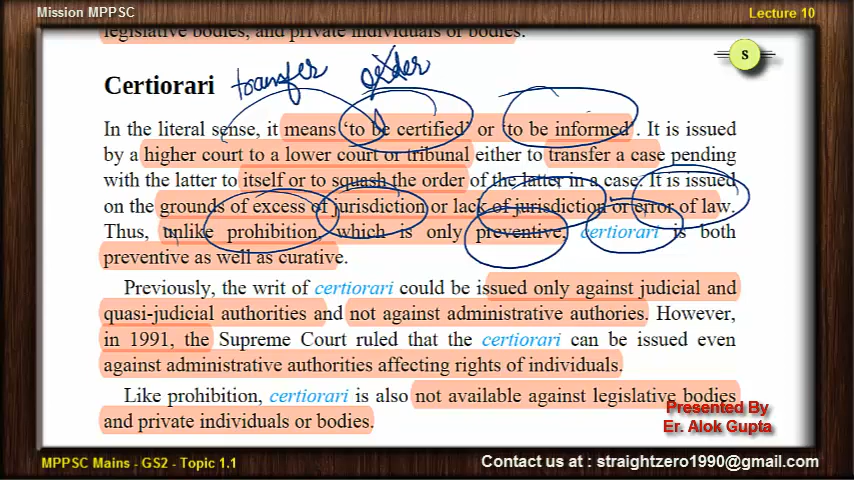 Mission MPPSC
Lecture 10
legislative bodies, and private individuals or bodies.
S
Certiorari
transfer
order
In the literal sense, it means ‘to be certified’ or ‘to be informed’. It is issued
by a higher court to a lower court or tribunal either to transfer a case pending
with the latter to itself or to squash the order of the latter in a case. It is issued
on the grounds of excess of jurisdiction or lack of jurisdiction or error of law.
Thus, unlike prohibition, which is only preventive, certiorari is both
preventive as well as curative.
Previously, the writ of certiorari could be issued only against judicial and
quasi-judicial authorities and not against administrative authories. However,
in 1991, the Supreme Court ruled that the certiorari can be issued even
against administrative authorities affecting rights of individuals.
Like prohibition, certiorari is also not available against legislative bodies
and private individuals or bodies.
Presented By
Er. Alok Gupta
MPPSC Mains - GS2 - Topic 1.1
Contact us at : straightzero1990@gmail.com